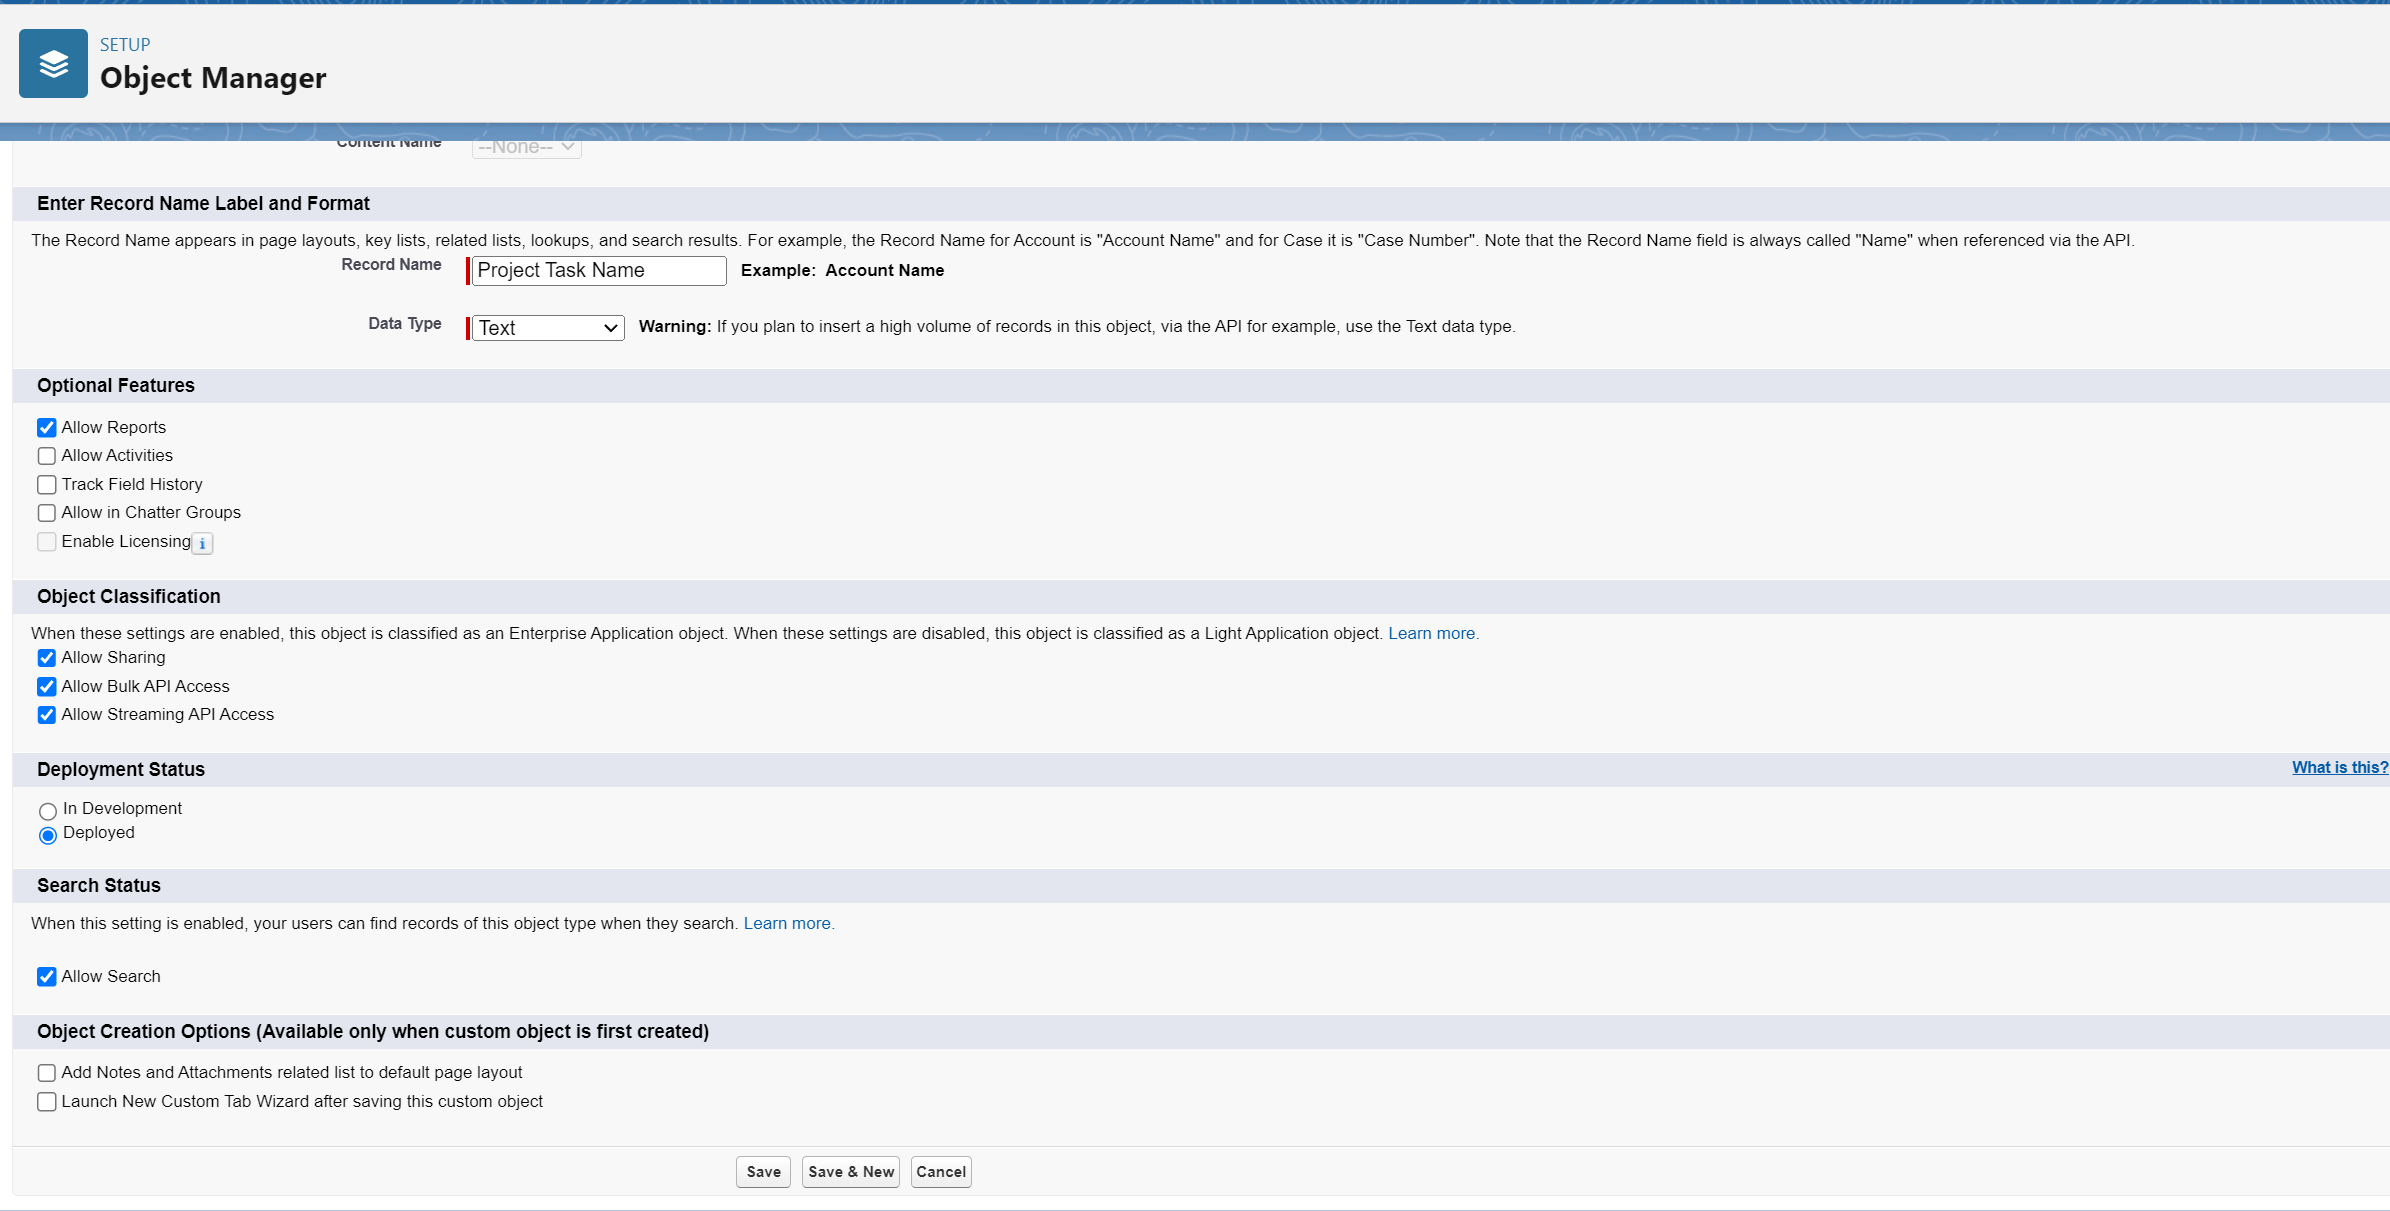 SETUP
Object Manager
Content Name --None--
Enter Record Name Label and Format
The Record Name appears in page layouts, key lists, related lists, lookups, and search results. For example, the Record Name for Account is "Account Name" and for Case it is "Case Number". Note that the Record Name field is always called "Name" when referenced via the API.
Record Name Project Task Name Example: Account Name
Data Type Text Warning: If you plan to insert a high volume of records in this object, via the API for example, use the Text data type.
Optional Features
Allow Reports
Allow Activities
Track Field History
Allow in Chatter Groups
Enable Licensing i
Object Classification
When these settings are enabled, this object is classified as an Enterprise Application object. When these settings are disabled, this object is classified as a Light Application object. Learn more.
Allow Sharing
Allow Bulk API Access
Allow Streaming API Access
Deployment Status What is this?
In Development
Deployed
Search Status
When this setting is enabled, your users can find records of this object type when they search. Learn more.
Allow Search
Object Creation Options (Available only when custom object is first created)
Add Notes and Attachments related list to default page layout
Launch New Custom Tab Wizard after saving this custom object
Save Save & New Cancel